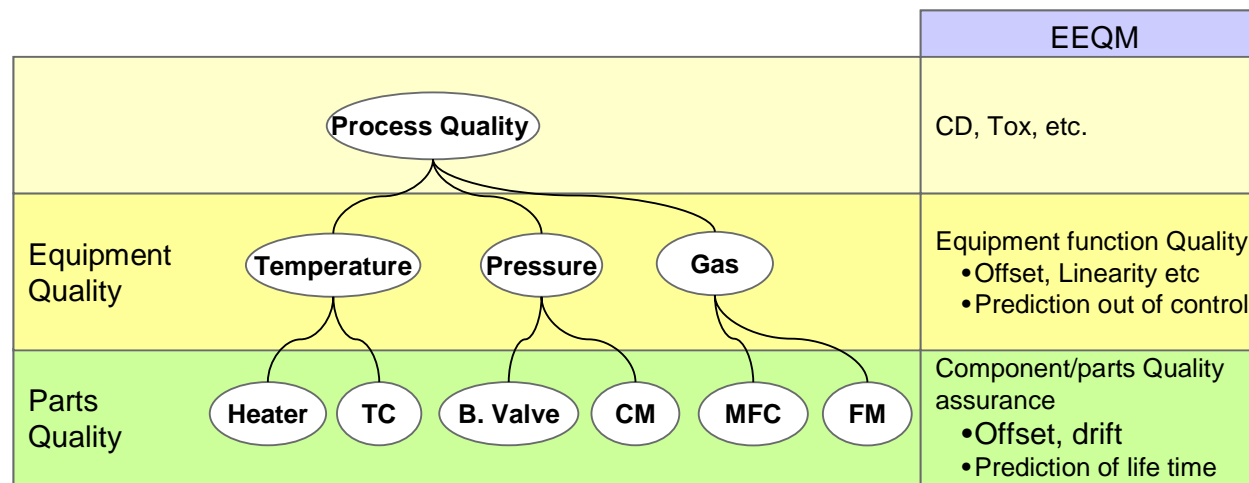 EEQM
Process Quality
CD, Tox, etc.
Equipment
Quality
Temperature
Pressure
Gas
Equipment function Quality
•Offset, Linearity etc
•Prediction out of control
Parts
Quality
Heater
TC
B. Valve
CM
MFC
FM
Component/parts Quality
assurance
•Offset, drift
•Prediction of life time